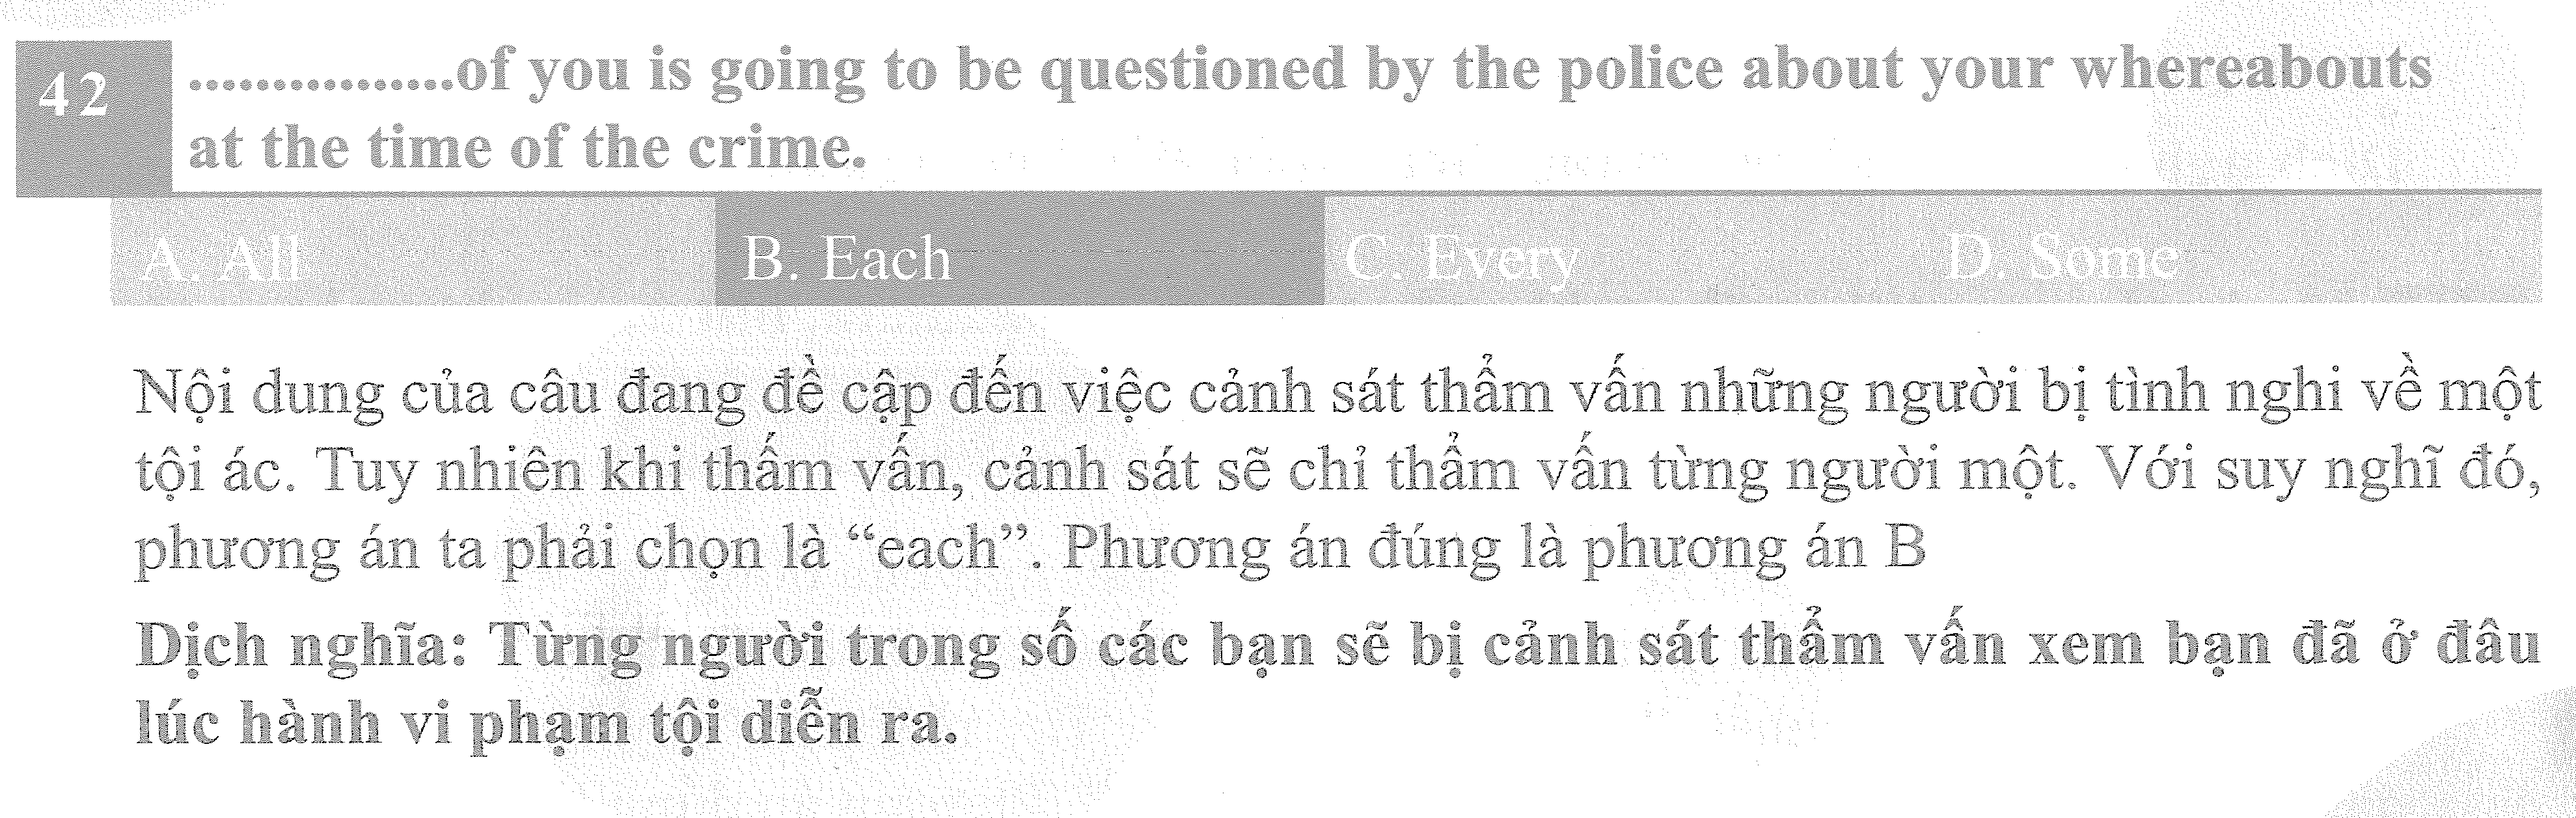 42 ...............of you is going to be questioned by the police about your whereabouts
at the time of the crime.
A. All B. Each C. Every D. Some
Nội dung của câu đang đề cập đến việc cảnh sát thẩm vấn những người bị tình nghi về một
tội ác. Tuy nhiên khi thấm vấn, cảnh sát sẽ chỉ thẩm vấn từng người một. Với suy nghĩ đó,
phương án ta phải chọn là “each”. Phương án đúng là phương án B
Dịch nghĩa: Từng người trong số các bạn sẽ bị cảnh sát thẩm vấn xem bạn đã ở đâu
lúc hành vi phạm tội diễn ra.